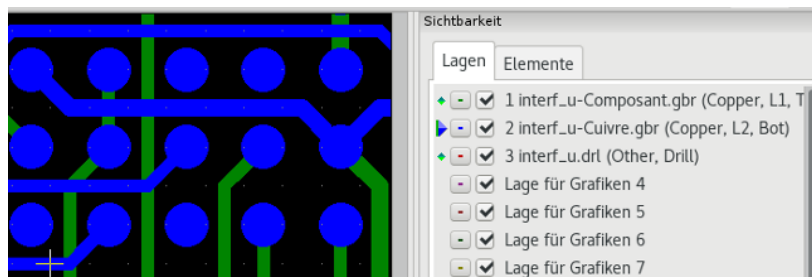 Sichtbarkeit
Lagen Elemente
1 interf_u-Composant.gbr (Copper, L1, T
2 interf_u-Cuivre.gbr (Copper, L2, Bot)
3 interf_u.drl (Other, Drill)
Lage für Grafiken 4
Lage für Grafiken 5
Lage für Grafiken 6
Lage für Grafiken 7